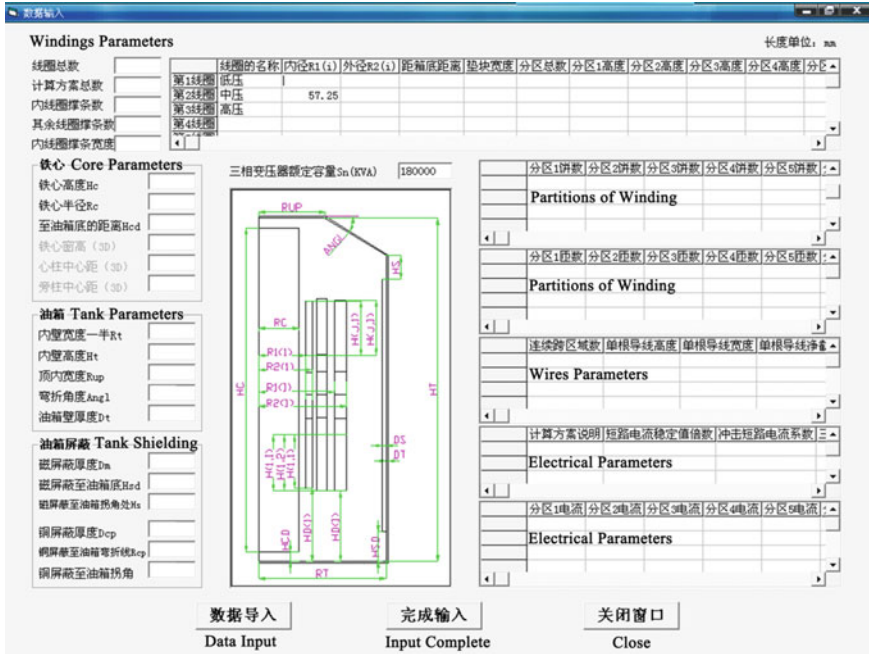 数据输入
Windings Parameters
长度单位: mm
线圈总数
计算方案总数
内线圈撑条数
其余线圈撑条数
内线圈撑条宽度
线圈的名称 内径R1(i) 外径R2(i) 距箱底距离 垫块宽度 分区总数 分区1高度 分区2高度 分区3高度 分区4高度
第1线圈 低压
第2线圈 中压 57.25
第3线圈 高压
第4线圈
铁心 Core Parameters
铁心高度Hc
铁心半径Rc
至油箱底的距离Hcd
铁心窗高 (3D)
心柱中心距 (3D)
旁柱中心距 (3D)
油箱 Tank Parameters
内壁宽度一半Rt
内壁高度Ht
顶内宽度Rup
弯折角度Angl
油箱壁厚度Dt
油箱屏蔽 Tank Shielding
磁屏蔽厚度Dm
磁屏蔽至油箱底Hsd
磁屏蔽至油箱拐角处Hs
铜屏蔽厚度Dcp
铜屏蔽至油箱弯折线Rcp
铜屏蔽至油箱拐角
三相变压器额定容量Sn(KVA) 180000
RUP
ANGL
HS
RC
H(J,1)
H(J,1)
R1(1)
R2(1)
R1(J)
R2(J)
HC
HT
DS
DT
H(1,1)
H(1,2)
H(1,1)
HCD
HD(1)
HD(J)
HSD
RT
分区1饼数 分区2饼数 分区3饼数 分区4饼数 分区5饼数
Partitions of Winding
分区1匝数 分区2匝数 分区3匝数 分区4匝数 分区5匝数
Partitions of Winding
连续跨区域数 单根导线高度 单根导线宽度
Wires Parameters
计算方案说明 短路电流稳定值倍数 冲击短路电流系数
Electrical Parameters
分区1电流 分区2电流 分区3电流 分区4电流 分区5电流
Electrical Parameters
数据导入 完成输入 关闭窗口
Data Input Input Complete Close